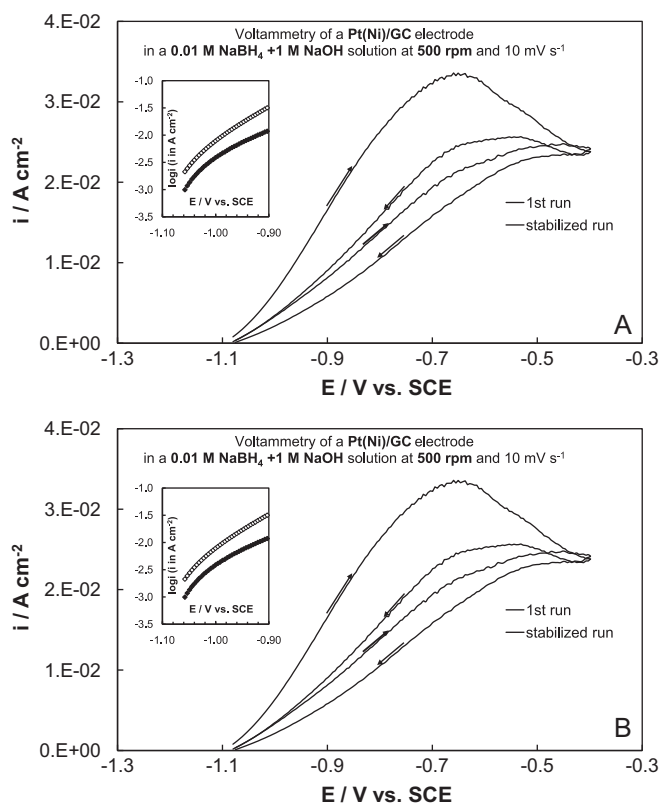 4.E-02
3.E-02
2.E-02
1.E-02
0.E+00
i / A cm⁻²
Voltammetry of a Pt(Ni)/GC electrode
in a 0.01 M NaBH₄ +1 M NaOH solution at 500 rpm and 10 mV s⁻¹
-1.0
-1.5
-2.0
-2.5
-3.0
-3.5
logi (i in A cm⁻²)
E / V vs. SCE
-1.10 -1.00 -0.90
1st run
stabilized run
A
-1.3 -1.1 -0.9 -0.7 -0.5 -0.3
E / V vs. SCE
4.E-02
3.E-02
2.E-02
1.E-02
0.E+00
i / A cm⁻²
Voltammetry of a Pt(Ni)/GC electrode
in a 0.01 M NaBH₄ +1 M NaOH solution at 500 rpm and 10 mV s⁻¹
-1.0
-1.5
-2.0
-2.5
-3.0
-3.5
logi (i in A cm⁻²)
E / V vs. SCE
-1.10 -1.00 -0.90
1st run
stabilized run
B
-1.3 -1.1 -0.9 -0.7 -0.5 -0.3
E / V vs. SCE